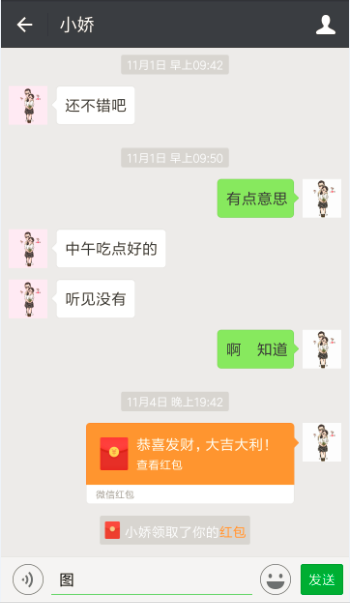 小娇
11月1日 早上09:42
还不错吧
11月1日 早上09:50
有点意思
中午吃点好的
听见没有
啊　知道
11月4日 晚上19:42
恭喜发财，大吉大利！
查看红包
微信红包
小娇领取了你的红包
图
发送